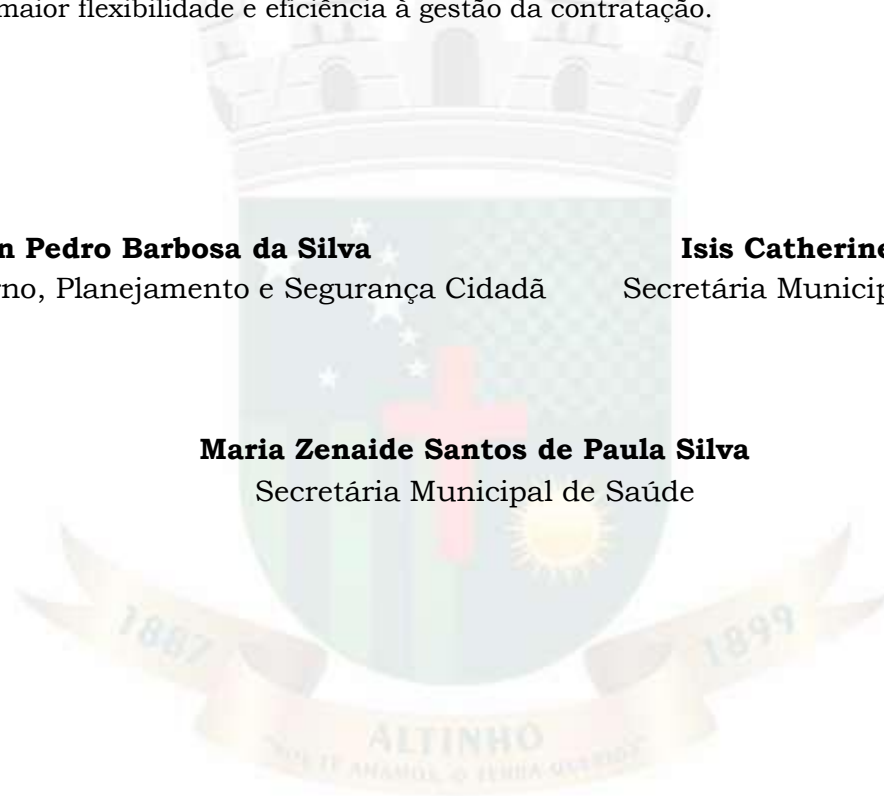 maior flexibilidade e eficiência à gestão da contratação.
n Pedro Barbosa da Silva Isis Catherine
rno, Planejamento e Segurança Cidadã Secretária Municip
Maria Zenaide Santos de Paula Silva
Secretária Municipal de Saúde
1887 1899
ALTINHO